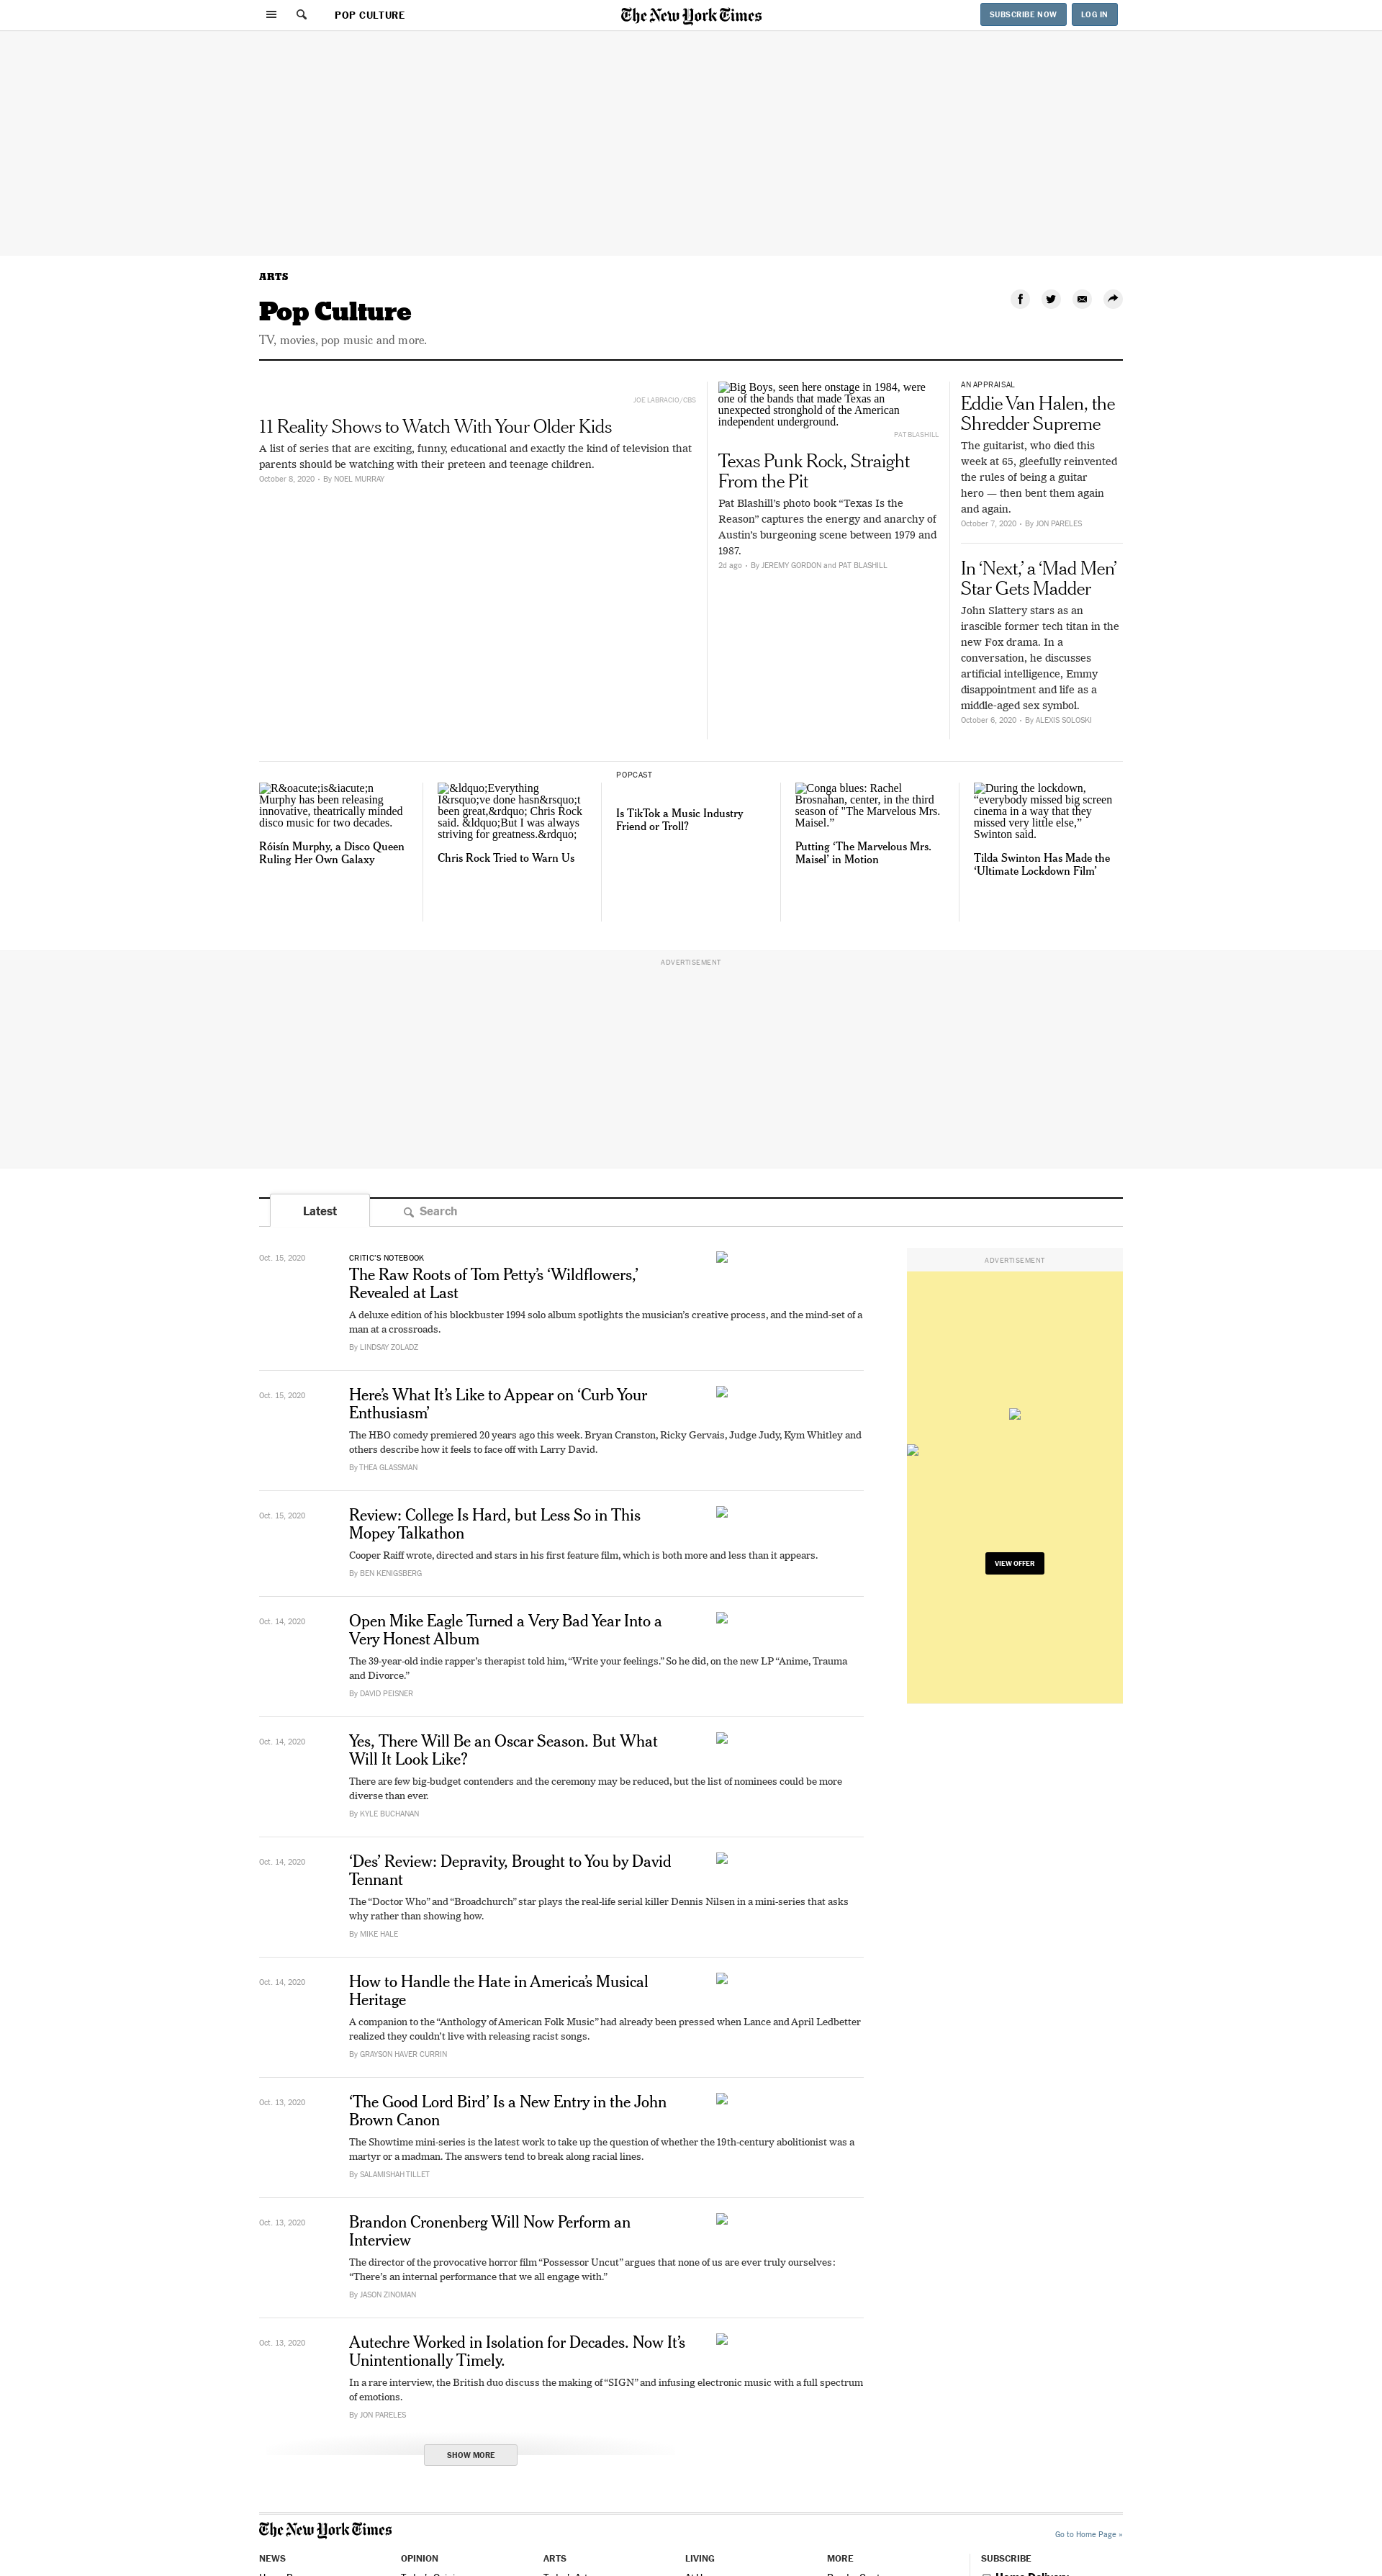 POP CULTURE
The New York Times
SUBSCRIBE NOW
LOG IN
ARTS
Pop Culture
TV, movies, pop music and more.
JOE LABRACIO/CBS
11 Reality Shows to Watch With Your Older Kids
A list of series that are exciting, funny, educational and exactly the kind of television that
parents should be watching with their preteen and teenage children.
October 8, 2020 • By NOEL MURRAY
Big Boys, seen here onstage in 1984, were
one of the bands that made Texas an
unexpected stronghold of the American
independent underground.
PAT BLASHILL
Texas Punk Rock, Straight
From the Pit
Pat Blashill’s photo book “Texas Is the
Reason” captures the energy and anarchy of
Austin’s burgeoning scene between 1979 and
1987.
2d ago • By JEREMY GORDON and PAT BLASHILL
AN APPRAISAL
Eddie Van Halen, the
Shredder Supreme
The guitarist, who died this
week at 65, gleefully reinvented
the rules of being a guitar
hero — then bent them again
and again.
October 7, 2020 • By JON PARELES
In ‘Next,’ a ‘Mad Men’
Star Gets Madder
John Slattery stars as an
irascible former tech titan in the
new Fox drama. In a
conversation, he discusses
artificial intelligence, Emmy
disappointment and life as a
middle-aged sex symbol.
October 6, 2020 • By ALEXIS SOLOSKI
R&oacute;is&iacute;n
Murphy has been releasing
innovative, theatrically minded
disco music for two decades.
Róisín Murphy, a Disco Queen
Ruling Her Own Galaxy
&ldquo;Everything
I&rsquo;ve done hasn&rsquo;t
been great,&rdquo; Chris Rock
said. &ldquo;But I was always
striving for greatness.&rdquo;
Chris Rock Tried to Warn Us
POPCAST
Is TikTok a Music Industry
Friend or Troll?
Conga blues: Rachel
Brosnahan, center, in the third
season of "The Marvelous Mrs.
Maisel.”
Putting ‘The Marvelous Mrs.
Maisel’ in Motion
During the lockdown,
“everybody missed big screen
cinema in a way that they
missed very little else,”
Swinton said.
Tilda Swinton Has Made the
‘Ultimate Lockdown Film’
ADVERTISEMENT
Latest
Search
Oct. 15, 2020
CRITIC’S NOTEBOOK
The Raw Roots of Tom Petty’s ‘Wildflowers,’
Revealed at Last
A deluxe edition of his blockbuster 1994 solo album spotlights the musician’s creative process, and the mind-set of a
man at a crossroads.
By LINDSAY ZOLADZ
ADVERTISEMENT
VIEW OFFER
Oct. 15, 2020
Here’s What It’s Like to Appear on ‘Curb Your
Enthusiasm’
The HBO comedy premiered 20 years ago this week. Bryan Cranston, Ricky Gervais, Judge Judy, Kym Whitley and
others describe how it feels to face off with Larry David.
By THEA GLASSMAN
Oct. 15, 2020
Review: College Is Hard, but Less So in This
Mopey Talkathon
Cooper Raiff wrote, directed and stars in his first feature film, which is both more and less than it appears.
By BEN KENIGSBERG
Oct. 14, 2020
Open Mike Eagle Turned a Very Bad Year Into a
Very Honest Album
The 39-year-old indie rapper’s therapist told him, “Write your feelings.” So he did, on the new LP “Anime, Trauma
and Divorce.”
By DAVID PEISNER
Oct. 14, 2020
Yes, There Will Be an Oscar Season. But What
Will It Look Like?
There are few big-budget contenders and the ceremony may be reduced, but the list of nominees could be more
diverse than ever.
By KYLE BUCHANAN
Oct. 14, 2020
‘Des’ Review: Depravity, Brought to You by David
Tennant
The “Doctor Who” and “Broadchurch” star plays the real-life serial killer Dennis Nilsen in a mini-series that asks
why rather than showing how.
By MIKE HALE
Oct. 14, 2020
How to Handle the Hate in America’s Musical
Heritage
A companion to the “Anthology of American Folk Music” had already been pressed when Lance and April Ledbetter
realized they couldn’t live with releasing racist songs.
By GRAYSON HAVER CURRIN
Oct. 13, 2020
‘The Good Lord Bird’ Is a New Entry in the John
Brown Canon
The Showtime mini-series is the latest work to take up the question of whether the 19th-century abolitionist was a
martyr or a madman. The answers tend to break along racial lines.
By SALAMISHAH TILLET
Oct. 13, 2020
Brandon Cronenberg Will Now Perform an
Interview
The director of the provocative horror film “Possessor Uncut” argues that none of us are ever truly ourselves:
“There’s an internal performance that we all engage with.”
By JASON ZINOMAN
Oct. 13, 2020
Autechre Worked in Isolation for Decades. Now It’s
Unintentionally Timely.
In a rare interview, the British duo discuss the making of “SIGN” and infusing electronic music with a full spectrum
of emotions.
By JON PARELES
SHOW MORE
The New York Times
Go to Home Page »
NEWS
OPINION
ARTS
LIVING
MORE
SUBSCRIBE